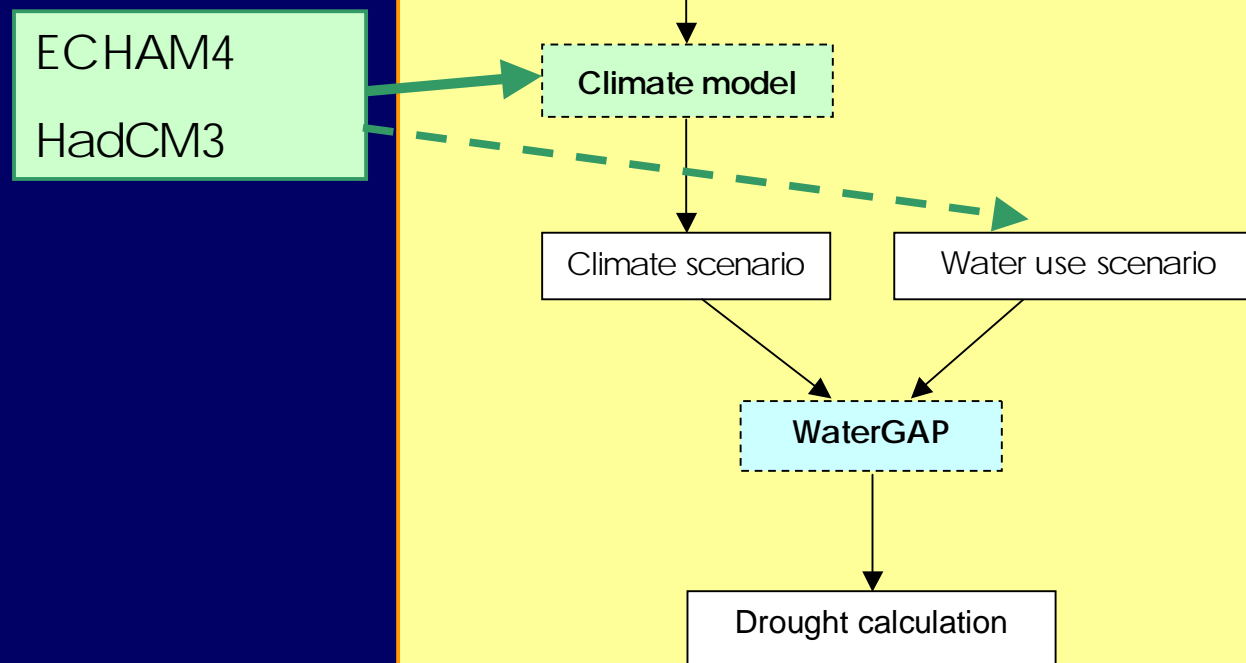 ECHAM4
HadCM3
Climate model
Climate scenario
Water use scenario
WaterGAP
Drought calculation